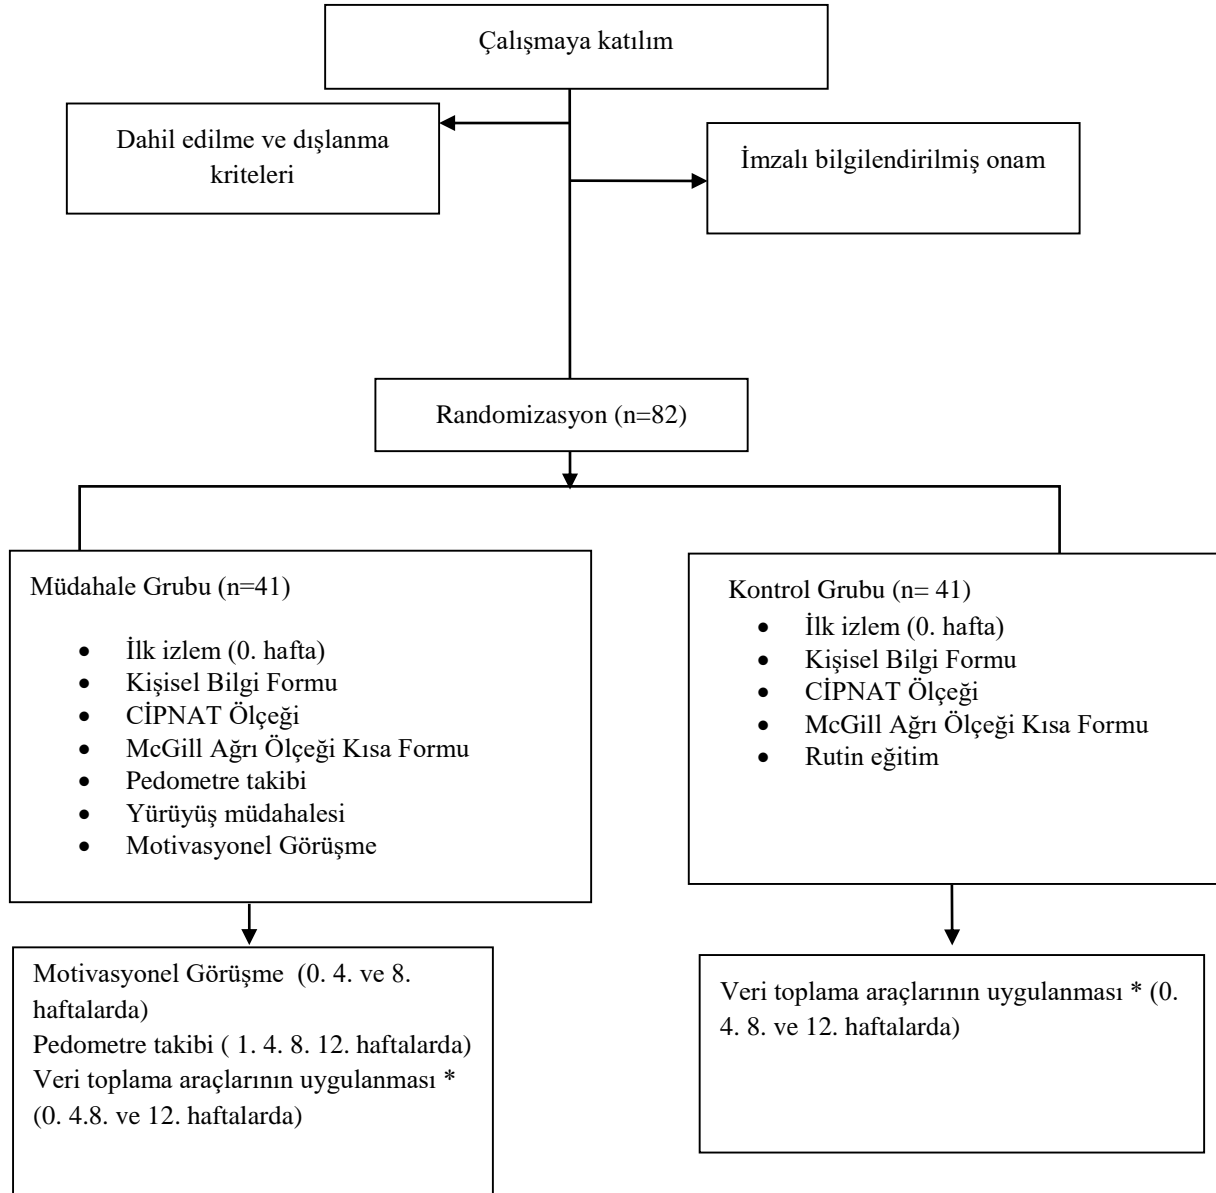 Çalışmaya katılım
Dahil edilme ve dışlanma
kriteleri
İmzalı bilgilendirilmiş onam
Randomizasyon (n=82)
Müdahale Grubu (n=41)
• İlk izlem (0. hafta)
• Kişisel Bilgi Formu
• CİPNAT Ölçeği
• McGill Ağrı Ölçeği Kısa Formu
• Pedometre takibi
• Yürüyüş müdahalesi
• Motivasyonel Görüşme
Kontrol Grubu (n= 41)
• İlk izlem (0. hafta)
• Kişisel Bilgi Formu
• CİPNAT Ölçeği
• McGill Ağrı Ölçeği Kısa Formu
• Rutin eğitim
Motivasyonel Görüşme (0. 4. ve 8.
haftalarda)
Pedometre takibi ( 1. 4. 8. 12. haftalarda)
Veri toplama araçlarının uygulanması *
(0. 4.8. ve 12. haftalarda)
Veri toplama araçlarının uygulanması * (0.
4. 8. ve 12. haftalarda)